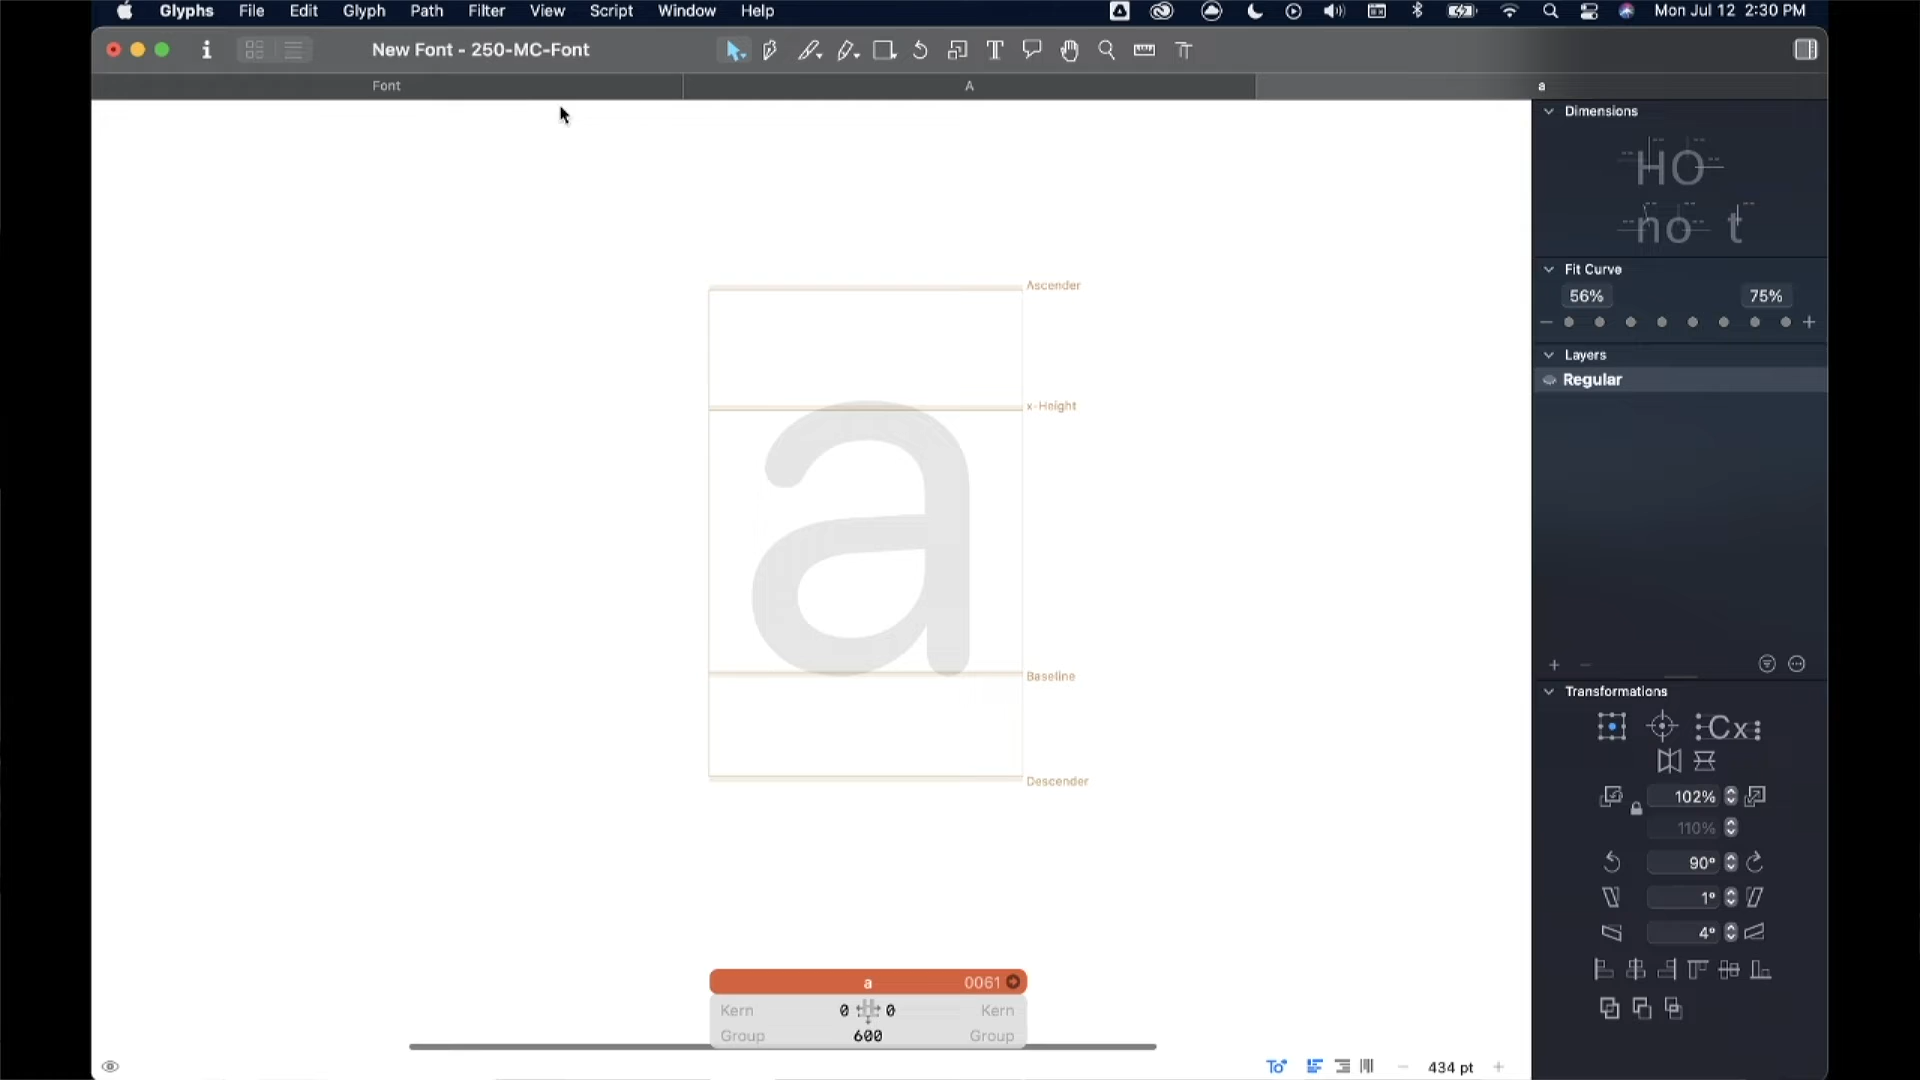 Glyphs File Edit Glyph Path Filter View Script Window Help Mon Jul 12 2:30 PM
New Font - 250-MC-Font
Font A a
Dimensions
HO
no t
Fit Curve
56% 75%
Layers
Regular
Ascender
x-Height
a
Baseline
Descender
Transformations
Cx
102%
110%
90°
1°
4°
a 0061
Kern 0 0 Kern
Group 600 Group
434 pt